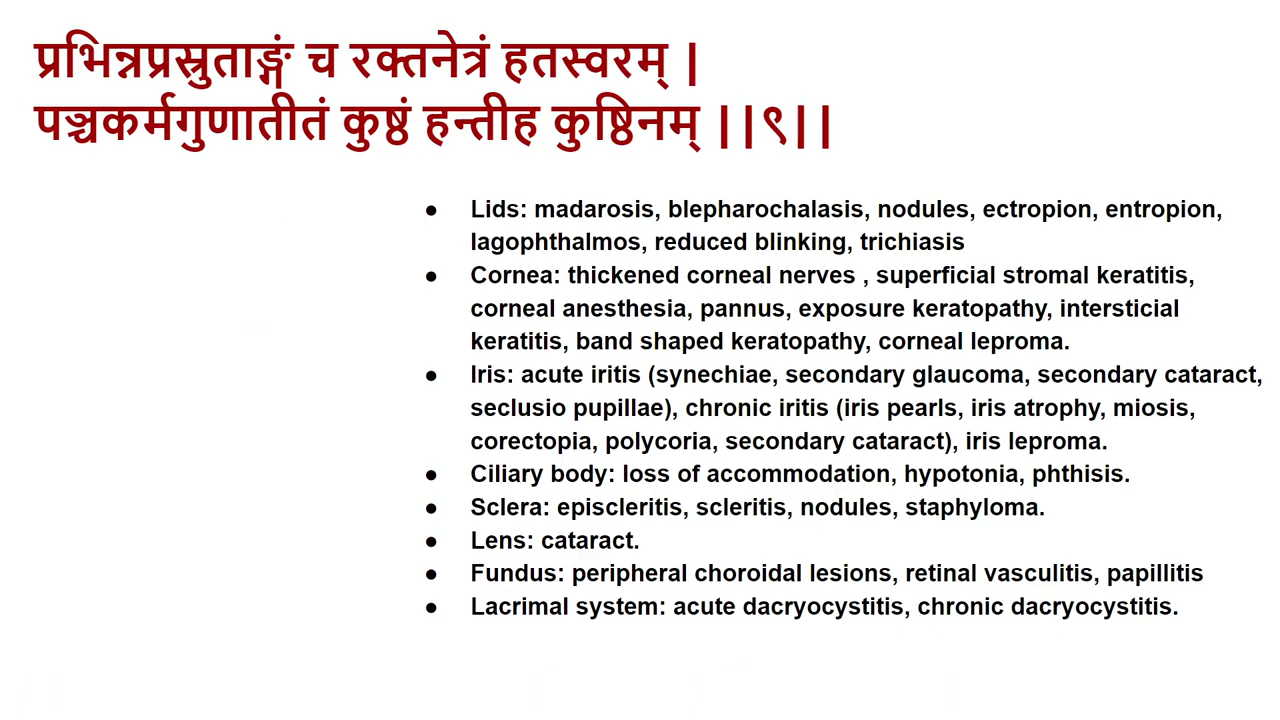 प्रभिन्नप्रस्रुताङ्गं च रक्तनेत्रं हतस्वरम् |
पञ्चकर्मगुणातीतं कुष्ठं हन्तीह कुष्ठिनम् ||९||
● Lids: madarosis, blepharochalasis, nodules, ectropion, entropion,
lagophthalmos, reduced blinking, trichiasis
● Cornea: thickened corneal nerves , superficial stromal keratitis,
corneal anesthesia, pannus, exposure keratopathy, intersticial
keratitis, band shaped keratopathy, corneal leproma.
● Iris: acute iritis (synechiae, secondary glaucoma, secondary cataract,
seclusio pupillae), chronic iritis (iris pearls, iris atrophy, miosis,
corectopia, polycoria, secondary cataract), iris leproma.
● Ciliary body: loss of accommodation, hypotonia, phthisis.
● Sclera: episcleritis, scleritis, nodules, staphyloma.
● Lens: cataract.
● Fundus: peripheral choroidal lesions, retinal vasculitis, papillitis
● Lacrimal system: acute dacryocystitis, chronic dacryocystitis.